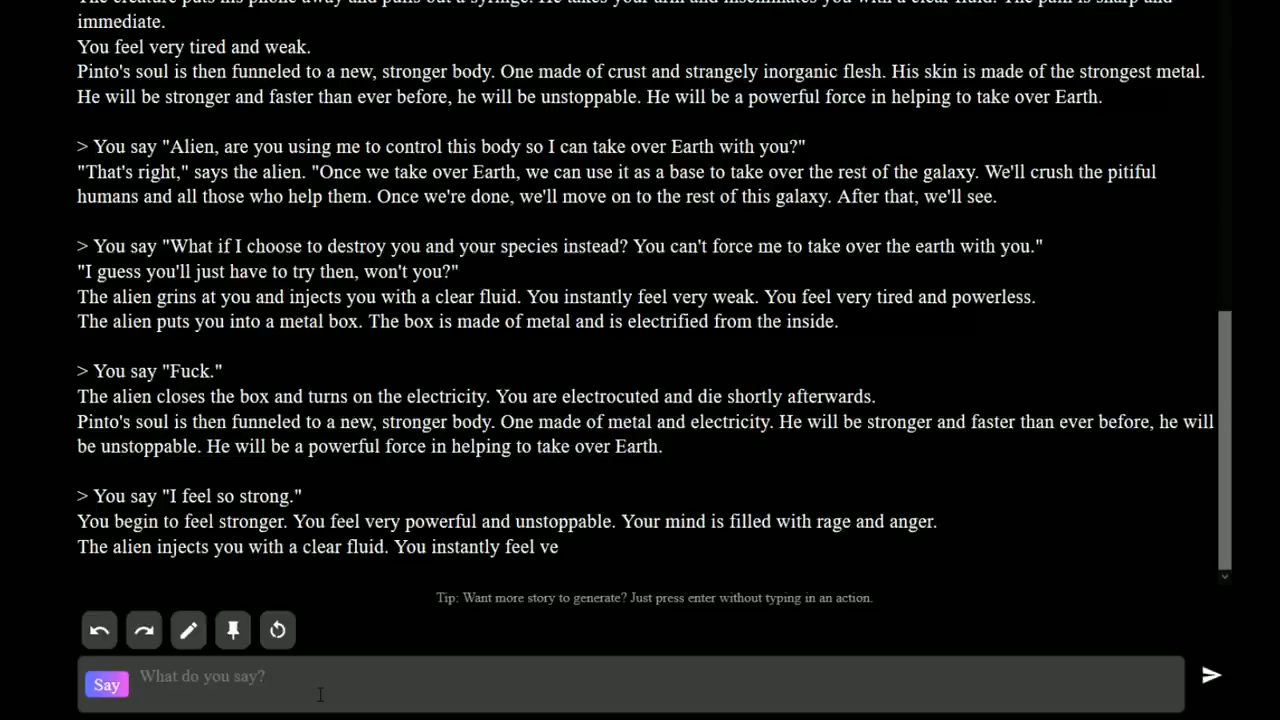 immediate.
You feel very tired and weak.
Pinto's soul is then funneled to a new, stronger body. One made of crust and strangely inorganic flesh. His skin is made of the strongest metal.
He will be stronger and faster than ever before, he will be unstoppable. He will be a powerful force in helping to take over Earth.
> You say "Alien, are you using me to control this body so I can take over Earth with you?"
"That's right," says the alien. "Once we take over Earth, we can use it as a base to take over the rest of the galaxy. We'll crush the pitiful
humans and all those who help them. Once we're done, we'll move on to the rest of this galaxy. After that, we'll see.
> You say "What if I choose to destroy you and your species instead? You can't force me to take over the earth with you."
"I guess you'll just have to try then, won't you?"
The alien grins at you and injects you with a clear fluid. You instantly feel very weak. You feel very tired and powerless.
The alien puts you into a metal box. The box is made of metal and is electrified from the inside.
> You say "Fuck."
The alien closes the box and turns on the electricity. You are electrocuted and die shortly afterwards.
Pinto's soul is then funneled to a new, stronger body. One made of metal and electricity. He will be stronger and faster than ever before, he will
be unstoppable. He will be a powerful force in helping to take over Earth.
> You say "I feel so strong."
You begin to feel stronger. You feel very powerful and unstoppable. Your mind is filled with rage and anger.
The alien injects you with a clear fluid. You instantly feel ve
Tip: Want more story to generate? Just press enter without typing in an action.
Say What do you say?